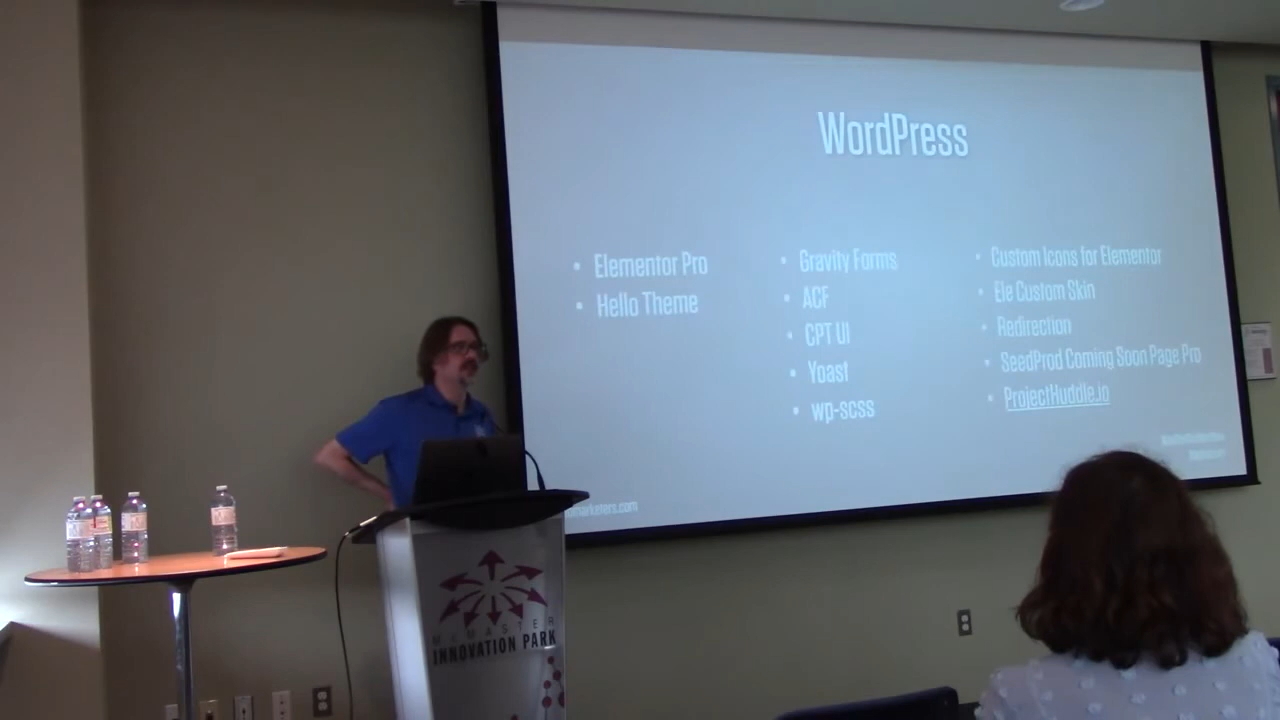 WordPress
• Elementor Pro
• Hello Theme
• Gravity Forms
• ACF
• CPT UI
• Yoast
• wp-scss
• Custom Icons for Elementor
• Ele Custom Skin
• Redirection
• SeedProd Coming Soon Page Pro
• ProjectHuddle.io
marketers.com
McMASTER
INNOVATION PARK